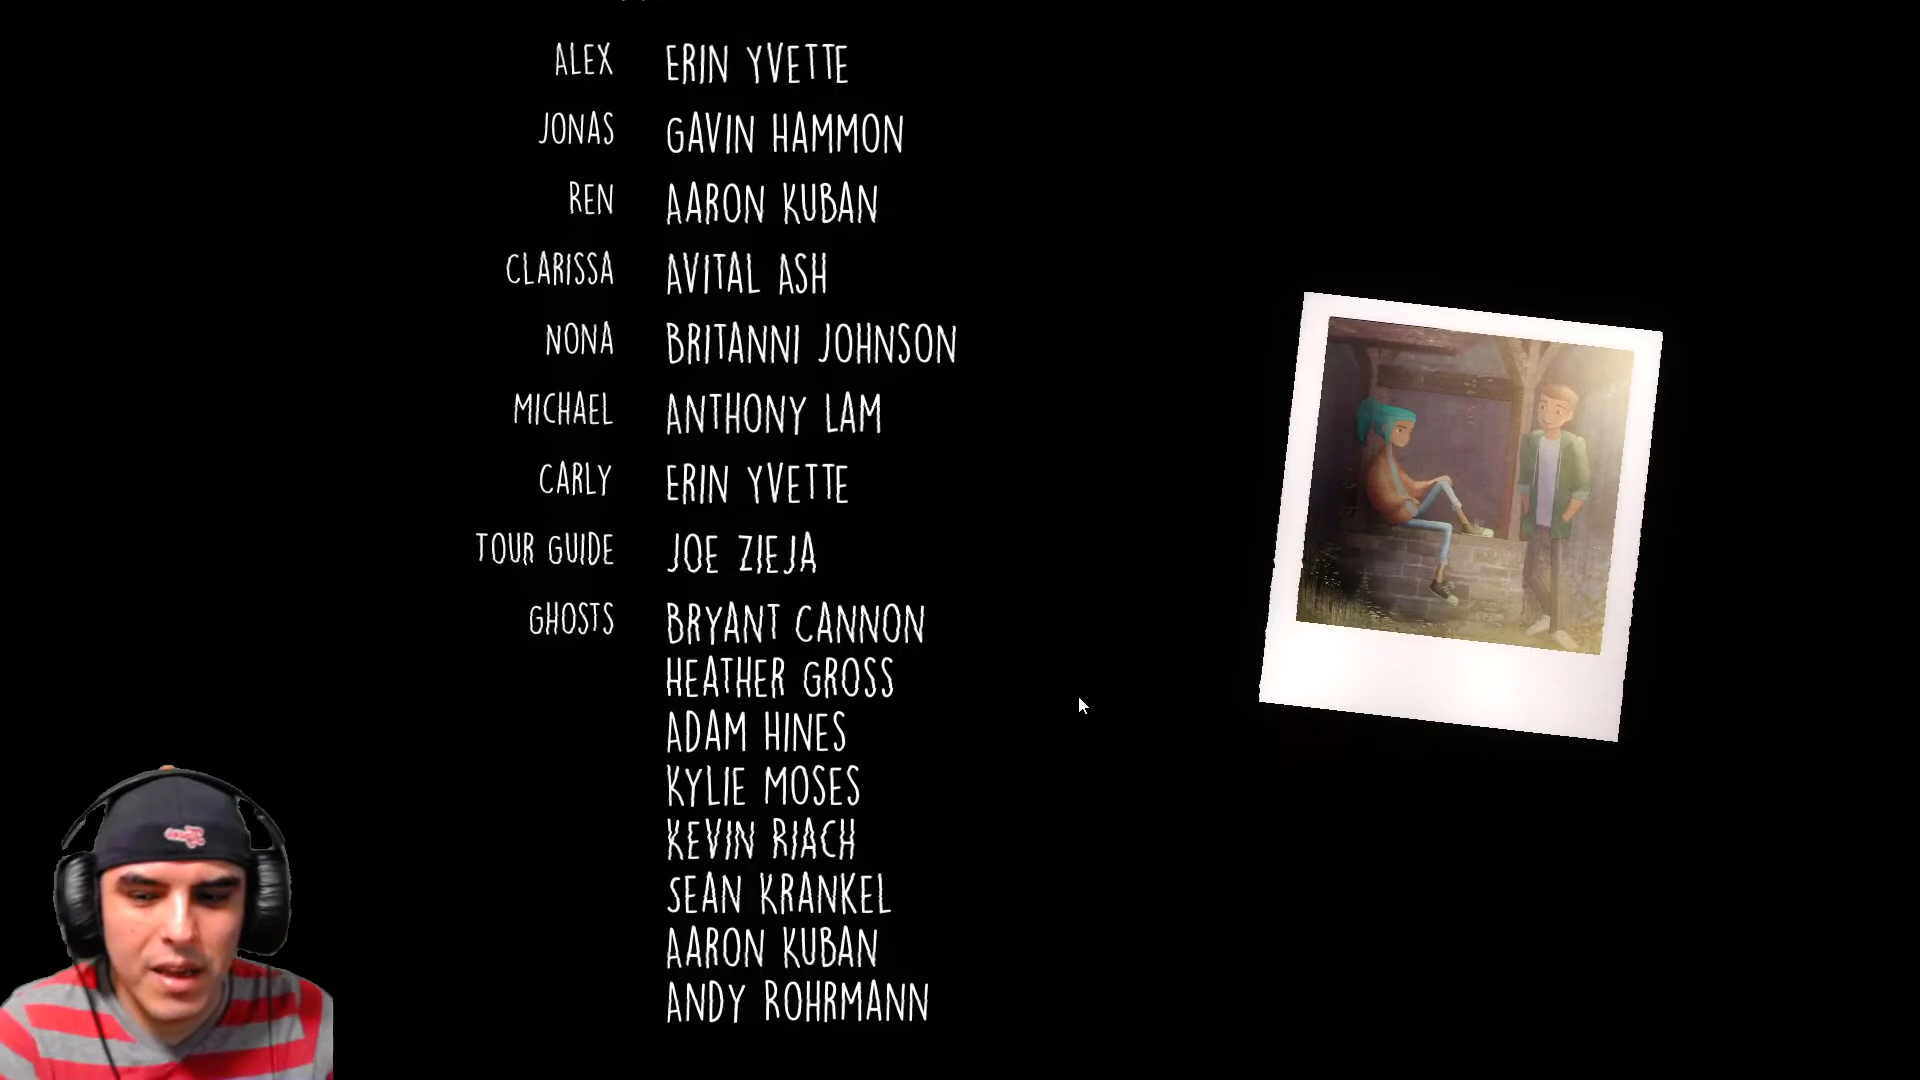 ALEX ERIN YVETTE
JONAS GAVIN HAMMON
REN AARON KUBAN
CLARISSA AVITAL ASH
NONA BRITANNI JOHNSON
MICHAEL ANTHONY LAM
CARLY ERIN YVETTE
TOUR GUIDE JOE ZIEJA
GHOSTS BRYANT CANNON
HEATHER GROSS
ADAM HINES
KYLIE MOSES
KEVIN RIACH
SEAN KRANKEL
AARON KUBAN
ANDY ROHRMANN